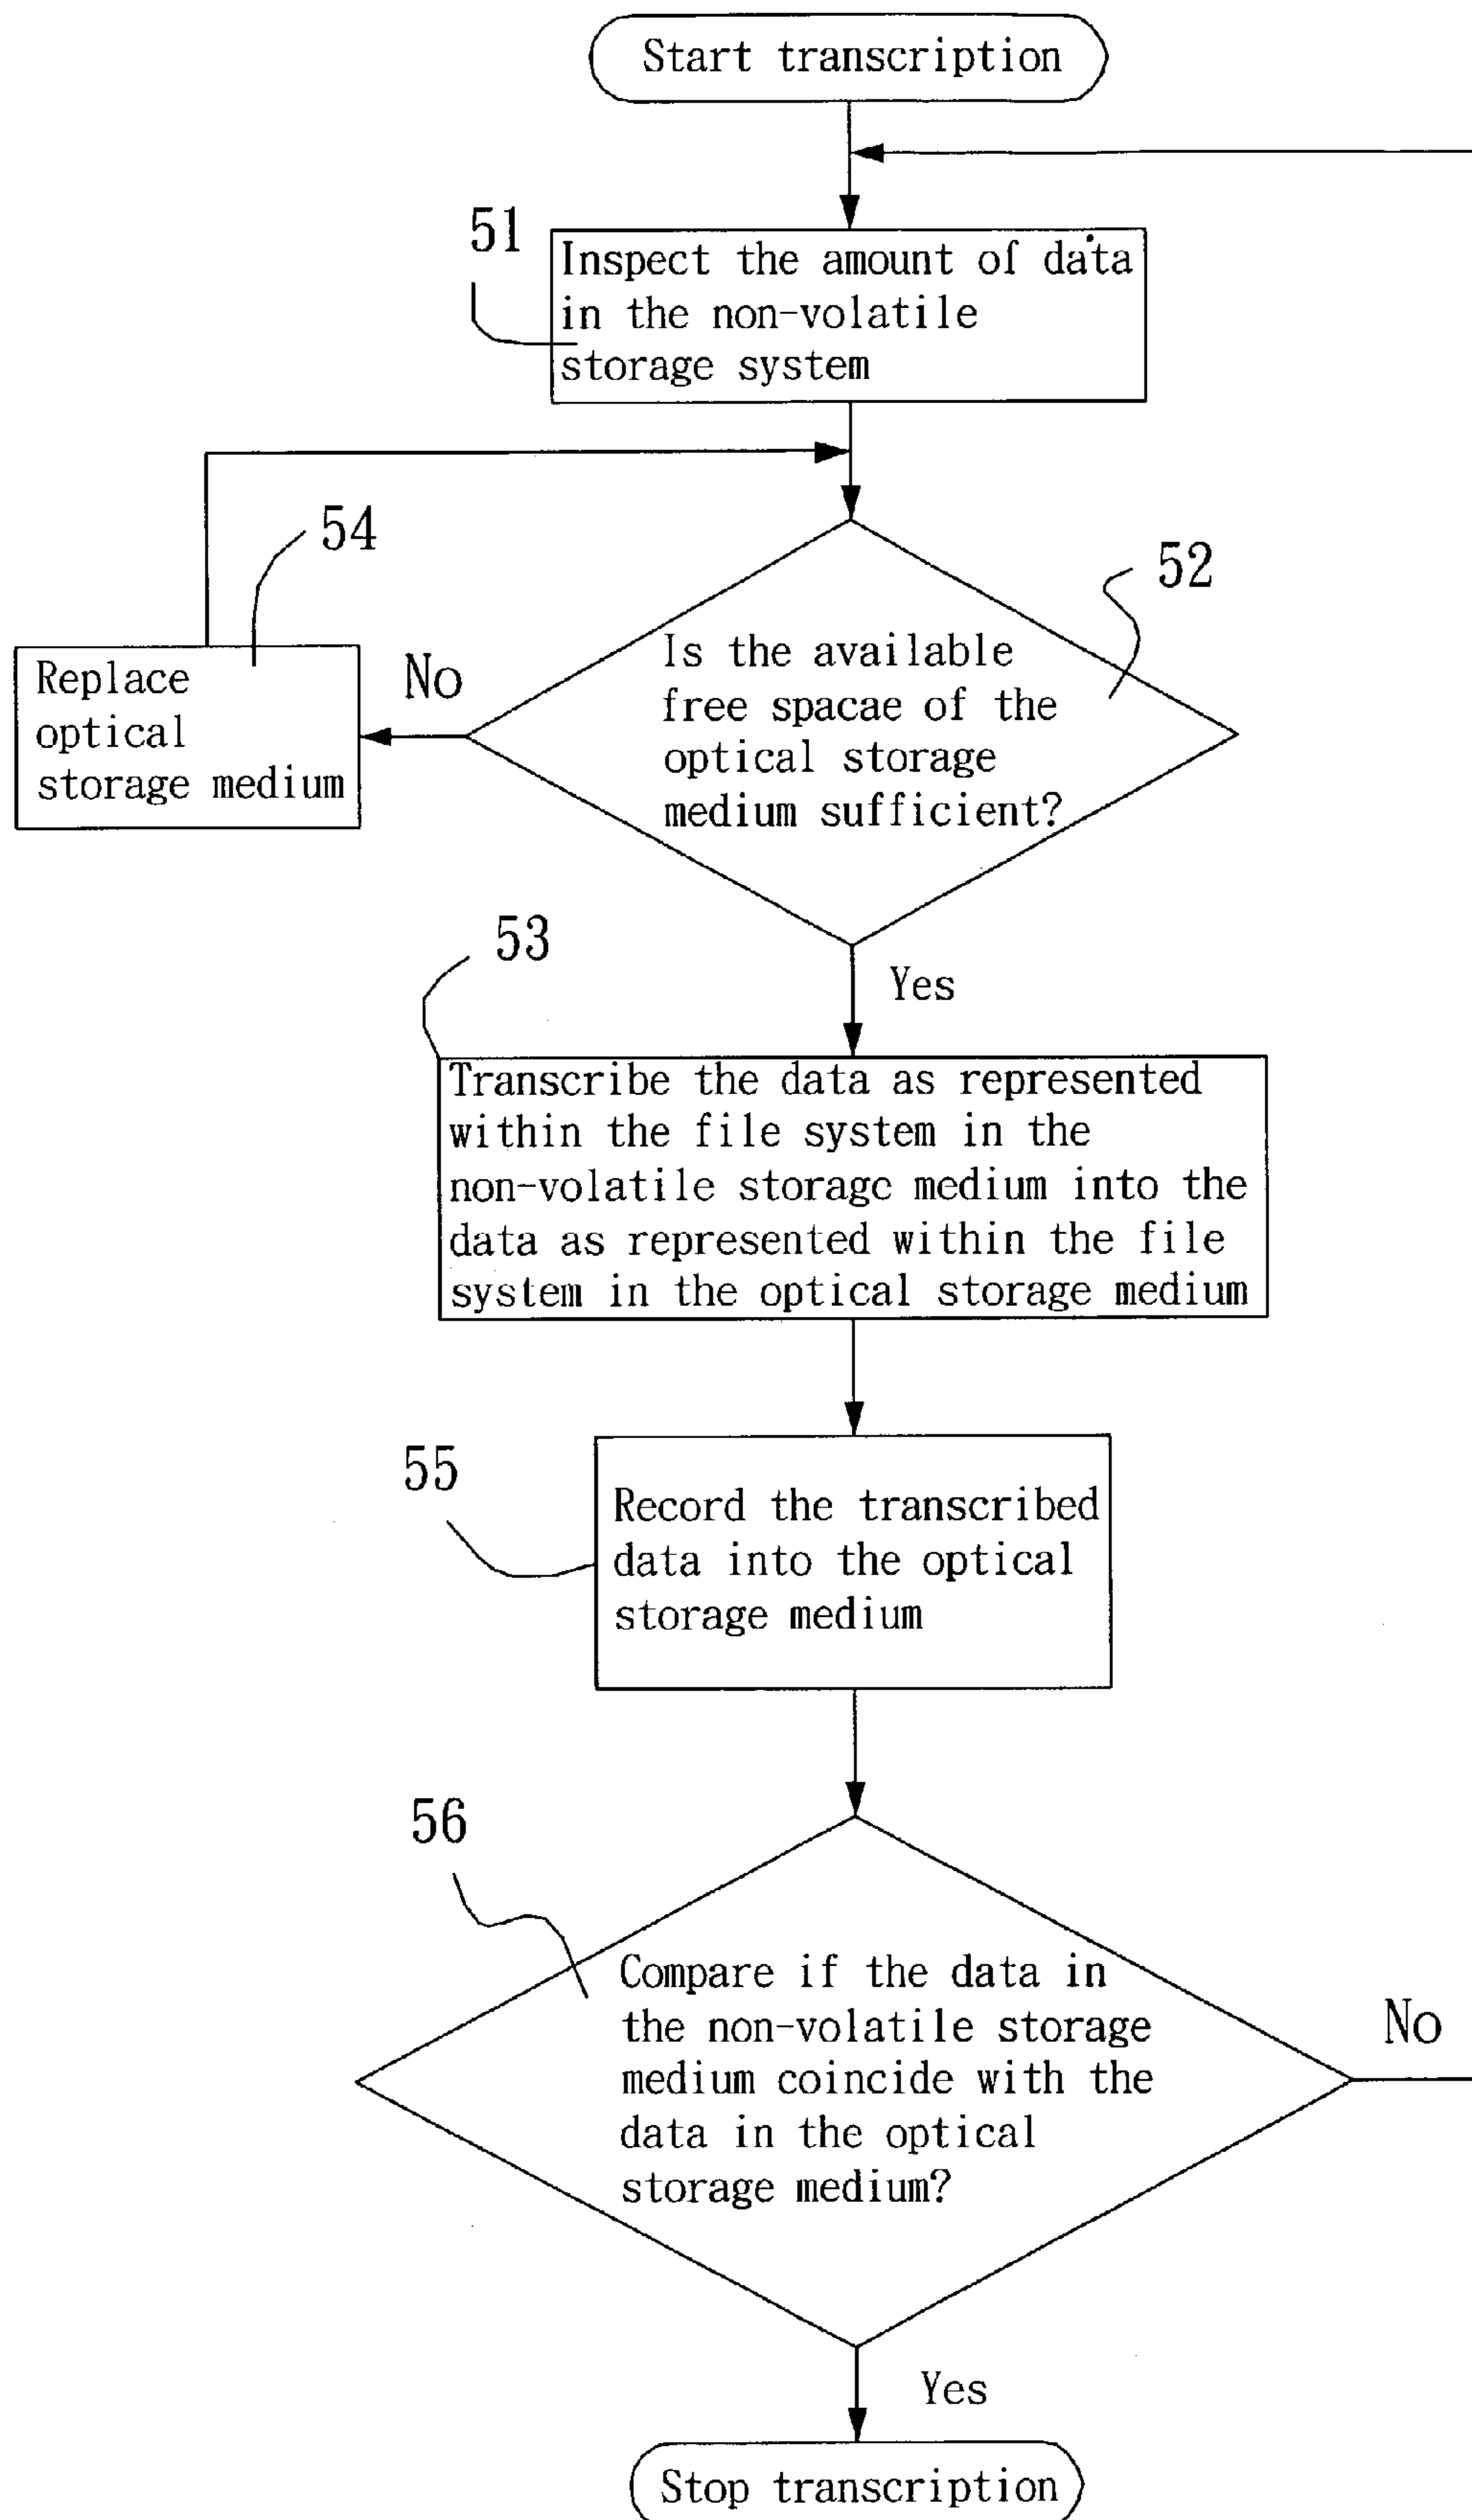 Start transcription
51
Inspect the amount of data
in the non-volatile
storage system
54
52
Is the available
free spacae of the
optical storage
medium sufficient?
No
Replace
optical
storage medium
Yes
53
Transcribe the data as represented
within the file system in the
non-volatile storage medium into the
data as represented within the file
system in the optical storage medium
55
Record the transcribed
data into the optical
storage medium
56
Compare if the data in
the non-volatile storage
medium coincide with the
data in the optical
storage medium?
No
Yes
Stop transcription